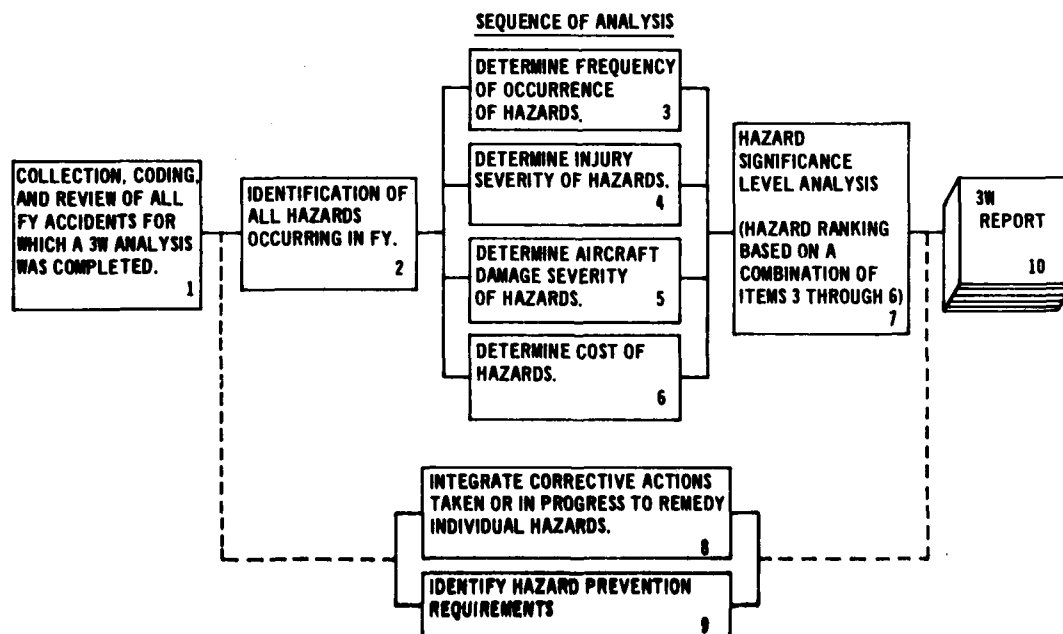 SEQUENCE OF ANALYSIS
COLLECTION, CODING,
AND REVIEW OF ALL
FY ACCIDENTS FOR
WHICH A 3W ANALYSIS
WAS COMPLETED.
1
IDENTIFICATION OF
ALL HAZARDS
OCCURRING IN FY.
2
DETERMINE FREQUENCY
OF OCCURRENCE
OF HAZARDS.
3
DETERMINE INJURY
SEVERITY OF HAZARDS.
4
DETERMINE AIRCRAFT
DAMAGE SEVERITY
OF HAZARDS.
5
DETERMINE COST OF
HAZARDS.
6
HAZARD
SIGNIFICANCE
LEVEL ANALYSIS
(HAZARD RANKING
BASED ON A
COMBINATION OF
ITEMS 3 THROUGH 6)
7
3W
REPORT
10
INTEGRATE CORRECTIVE ACTIONS
TAKEN OR IN PROGRESS TO REMEDY
INDIVIDUAL HAZARDS.
8
IDENTIFY HAZARD PREVENTION
REQUIREMENTS
9